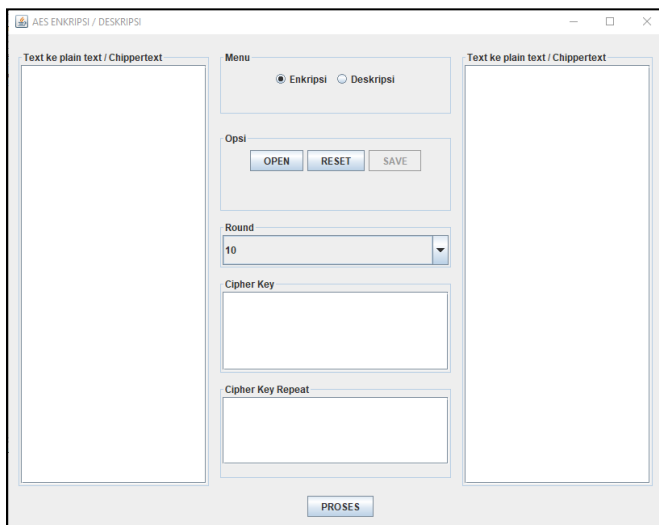 AES ENKRIPSI / DESKRIPSI
Text ke plain text / Chippertext
Menu
Enkripsi Deskripsi
Opsi
OPEN RESET SAVE
Round
10
Cipher Key
Cipher Key Repeat
PROSES
Text ke plain text / Chippertext